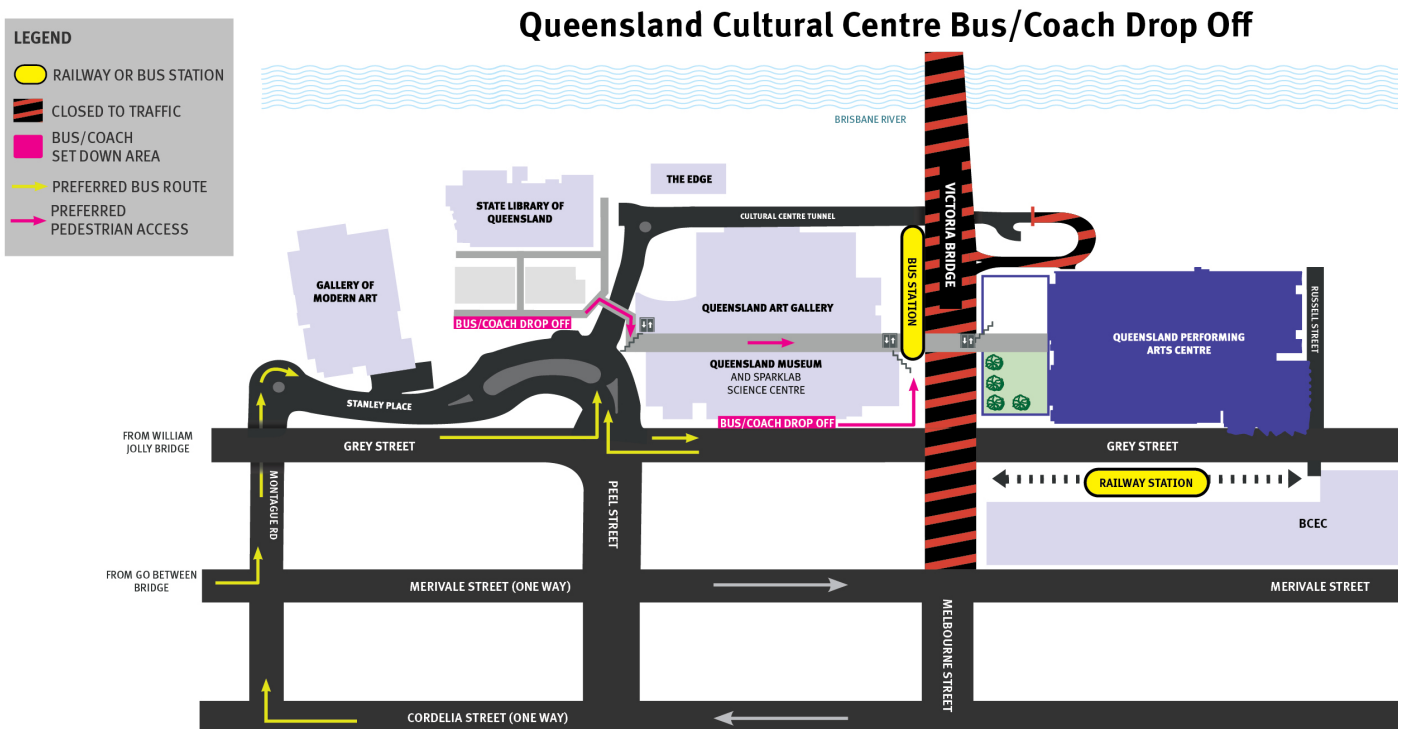 Queensland Cultural Centre Bus/Coach Drop Off
LEGEND
RAILWAY OR BUS STATION
CLOSED TO TRAFFIC
BUS/COACH
SET DOWN AREA
PREFERRED BUS ROUTE
PREFERRED
PEDESTRIAN ACCESS
BRISBANE RIVER
THE EDGE
STATE LIBRARY OF
QUEENSLAND
CULTURAL CENTRE TUNNEL
VICTORIA BRIDGE
GALLERY OF
MODERN ART
BUS STATION
QUEENSLAND ART GALLERY
RUSSELL STREET
BUS/COACH DROP OFF
QUEENSLAND PERFORMING
ARTS CENTRE
QUEENSLAND MUSEUM
AND SPARKLAB
SCIENCE CENTRE
STANLEY PLACE
BUS/COACH DROP OFF
FROM WILLIAM
JOLLY BRIDGE
GREY STREET
GREY STREET
MONTAGUE RD
PEEL STREET
RAILWAY STATION
BCEC
FROM GO BETWEEN
BRIDGE
MERIVALE STREET (ONE WAY)
MERIVALE STREET
MELBOURNE STREET
CORDELIA STREET (ONE WAY)